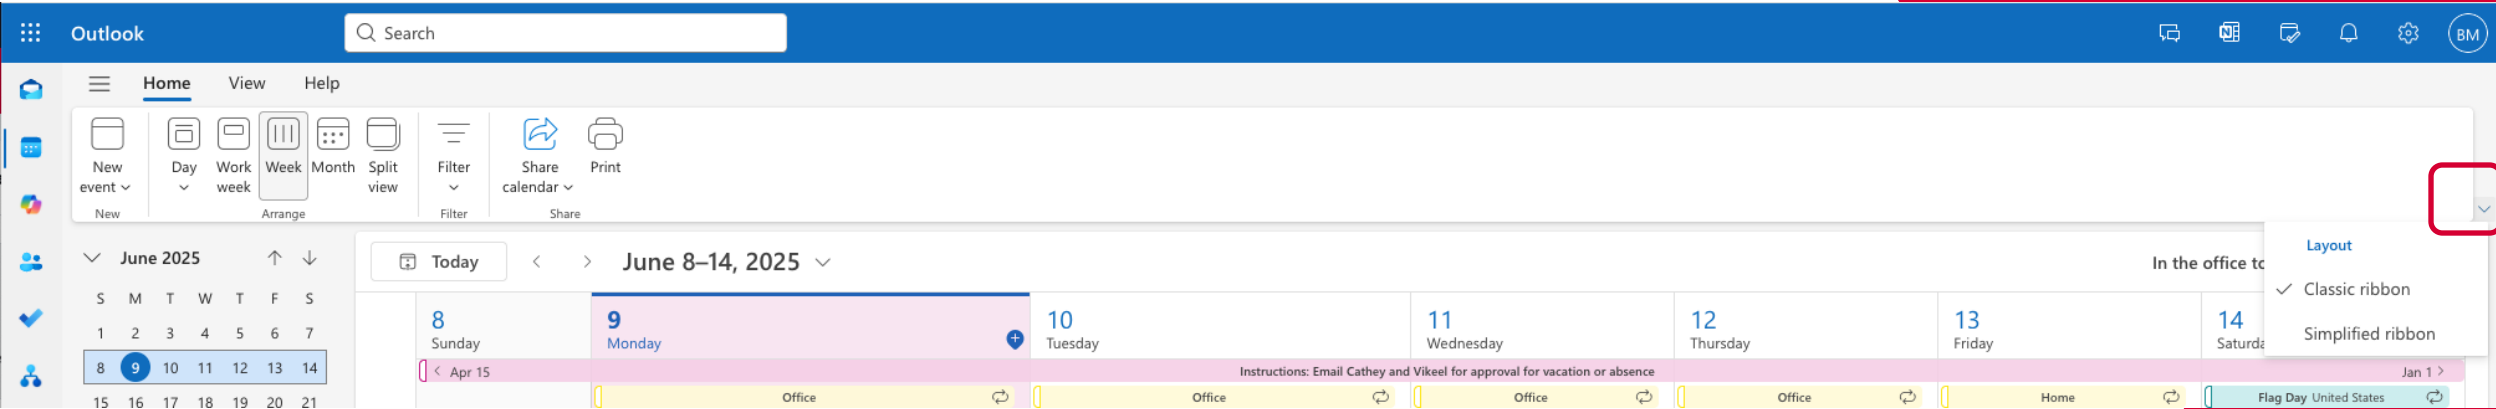 Outlook
Search
BM
Home View Help
New event
Day
Work week
Week
Month
Split view
Filter
Share calendar
Print
New
Arrange
Filter
Share
Layout
Classic ribbon
Simplified ribbon
June 2025
S M T W T F S
1 2 3 4 5 6 7
8 9 10 11 12 13 14
15 16 17 18 19 20 21
Today
June 8–14, 2025
In the office to
8 Sunday
9 Monday
10 Tuesday
11 Wednesday
12 Thursday
13 Friday
14 Saturda
Apr 15
Instructions: Email Cathey and Vikeel for approval for vacation or absence
Jan 1
Office
Office
Office
Office
Home
Flag Day United States